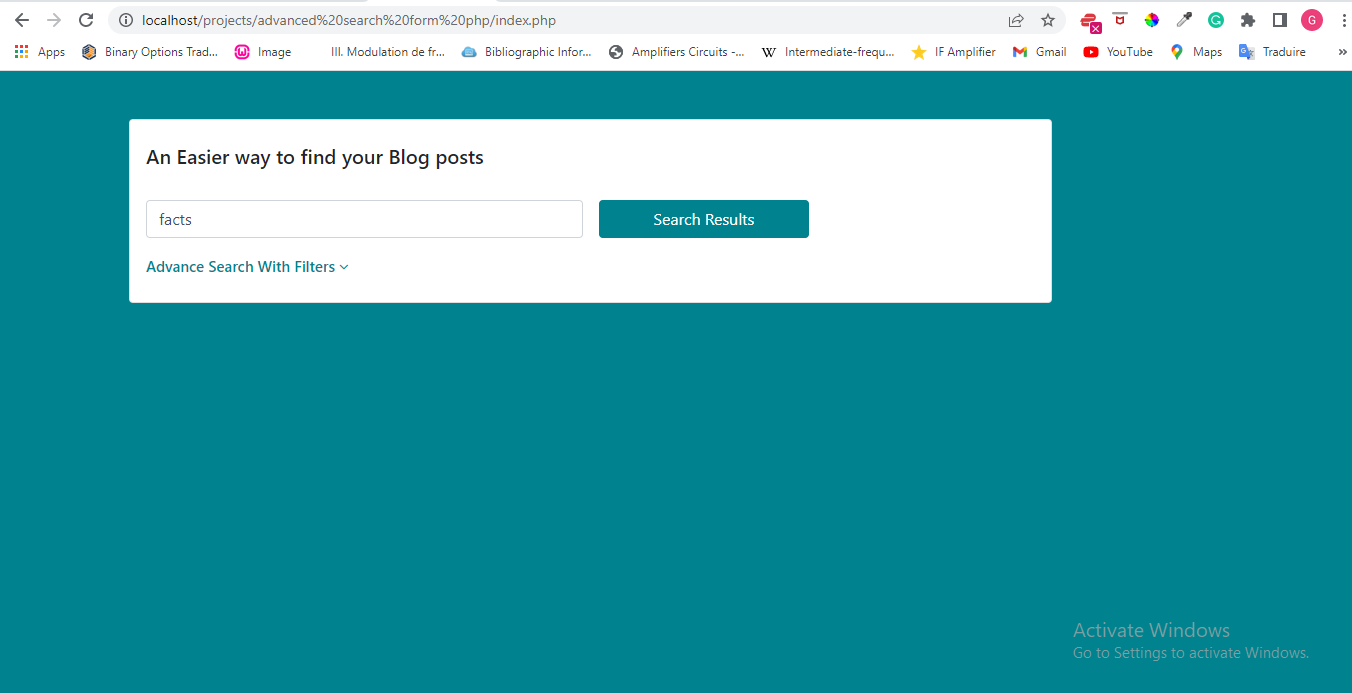 localhost/projects/advanced%20search%20form%20php/index.php
G
G
Apps Binary Options Trad... Image III. Modulation de fr... Bibliographic Infor... Amplifiers Circuits -... W Intermediate-frequ... IF Amplifier Gmail YouTube Maps Traduire »
An Easier way to find your Blog posts
facts Search Results
Advance Search With Filters
Activate Windows
Go to Settings to activate Windows.